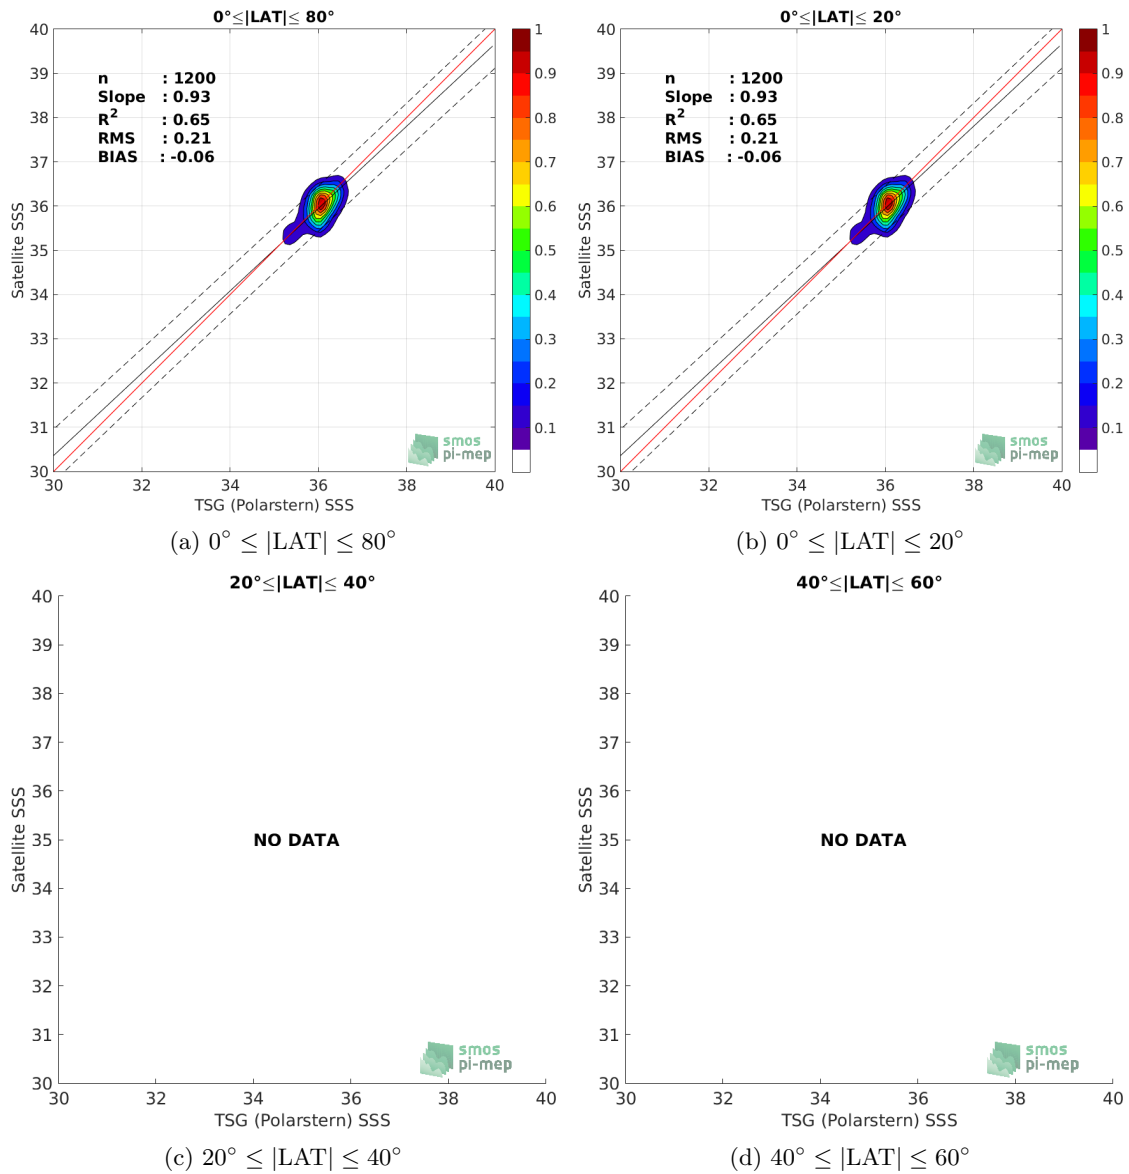 0°≤|LAT|≤ 80°
40
39
38
37
36
35
34
33
32
31
30
30
32
34
36
38
40
n : 1200
Slope : 0.93
R² : 0.65
RMS : 0.21
BIAS : -0.06
Satellite SSS
TSG (Polarstern) SSS
smos
pi-mep
1
0.9
0.8
0.7
0.6
0.5
0.4
0.3
0.2
0.1
(a) 0° ≤ |LAT| ≤ 80°
0°≤|LAT|≤ 20°
40
39
38
37
36
35
34
33
32
31
30
30
32
34
36
38
40
n : 1200
Slope : 0.93
R² : 0.65
RMS : 0.21
BIAS : -0.06
Satellite SSS
TSG (Polarstern) SSS
smos
pi-mep
1
0.9
0.8
0.7
0.6
0.5
0.4
0.3
0.2
0.1
(b) 0° ≤ |LAT| ≤ 20°
20°≤|LAT|≤ 40°
40
39
38
37
36
35
34
33
32
31
30
30
32
34
36
38
40
NO DATA
Satellite SSS
TSG (Polarstern) SSS
smos
pi-mep
(c) 20° ≤ |LAT| ≤ 40°
40°≤|LAT|≤ 60°
40
39
38
37
36
35
34
33
32
31
30
30
32
34
36
38
40
NO DATA
Satellite SSS
TSG (Polarstern) SSS
smos
pi-mep
(d) 40° ≤ |LAT| ≤ 60°